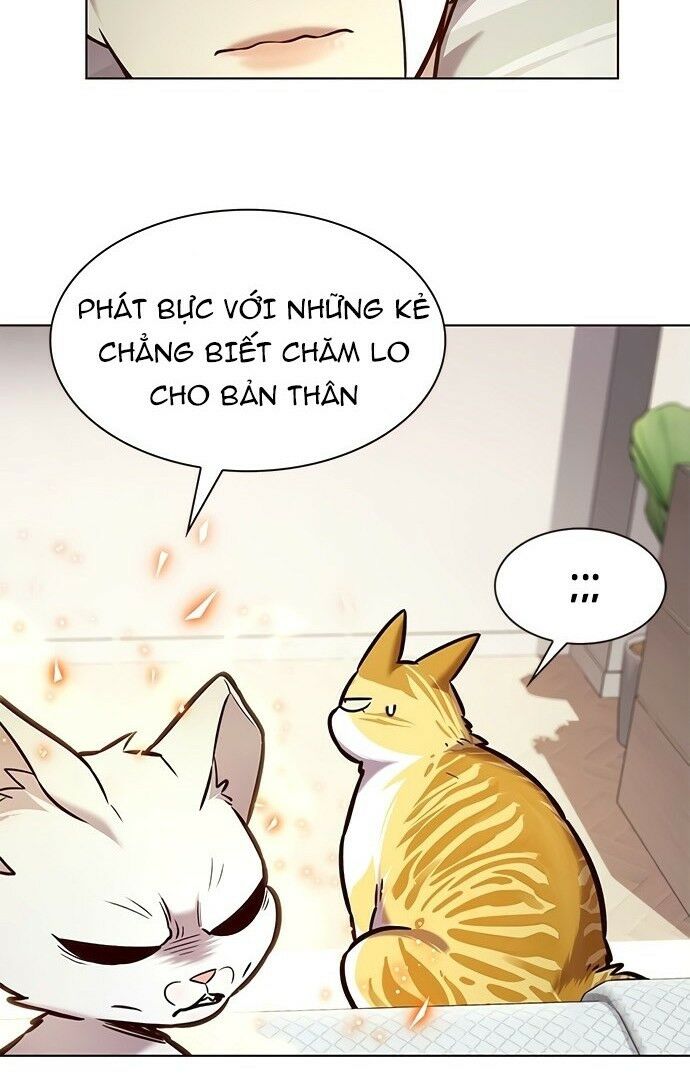 PHÁT BỰC VỚI NHỮNG KẺ
CHẲNG BIẾT CHĂM LO
CHO BẢN THÂN
;;;